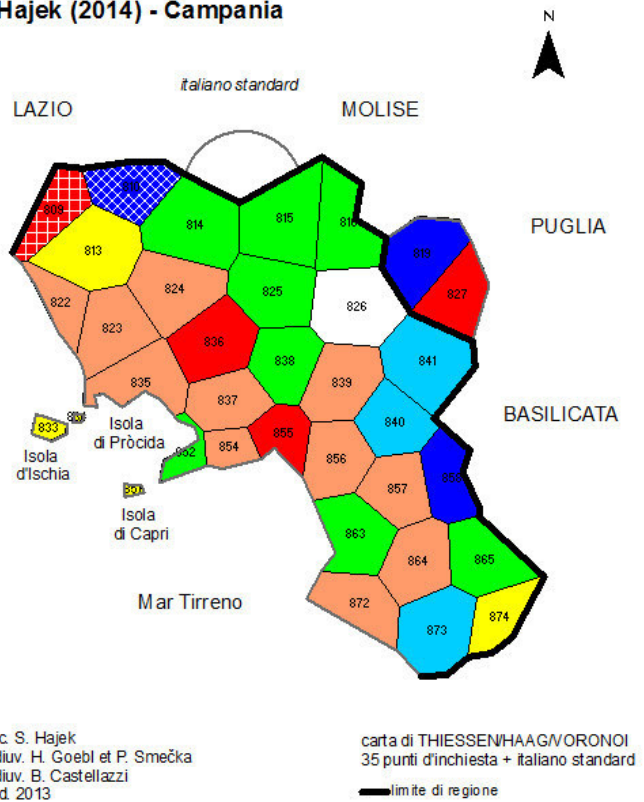 Hajek (2014) - Campania
N
italiano standard
LAZIO
MOLISE
PUGLIA
BASILICATA
809
810
814
815
813
819
827
822
824
825
826
823
836
838
841
835
837
839
840
833
Isola
d'Ischia
Isola
di Pròcida
854
855
856
857
Isola
di Capri
863
864
865
872
873
874
Mar Tirreno
c. S. Hajek
diuv. H. Goebl et P. Smečka
diuv. B. Castellazzi
d. 2013
carta di THIESSEN/HAAG/VORONOI
35 punti d'inchiesta + italiano standard
limite di regione